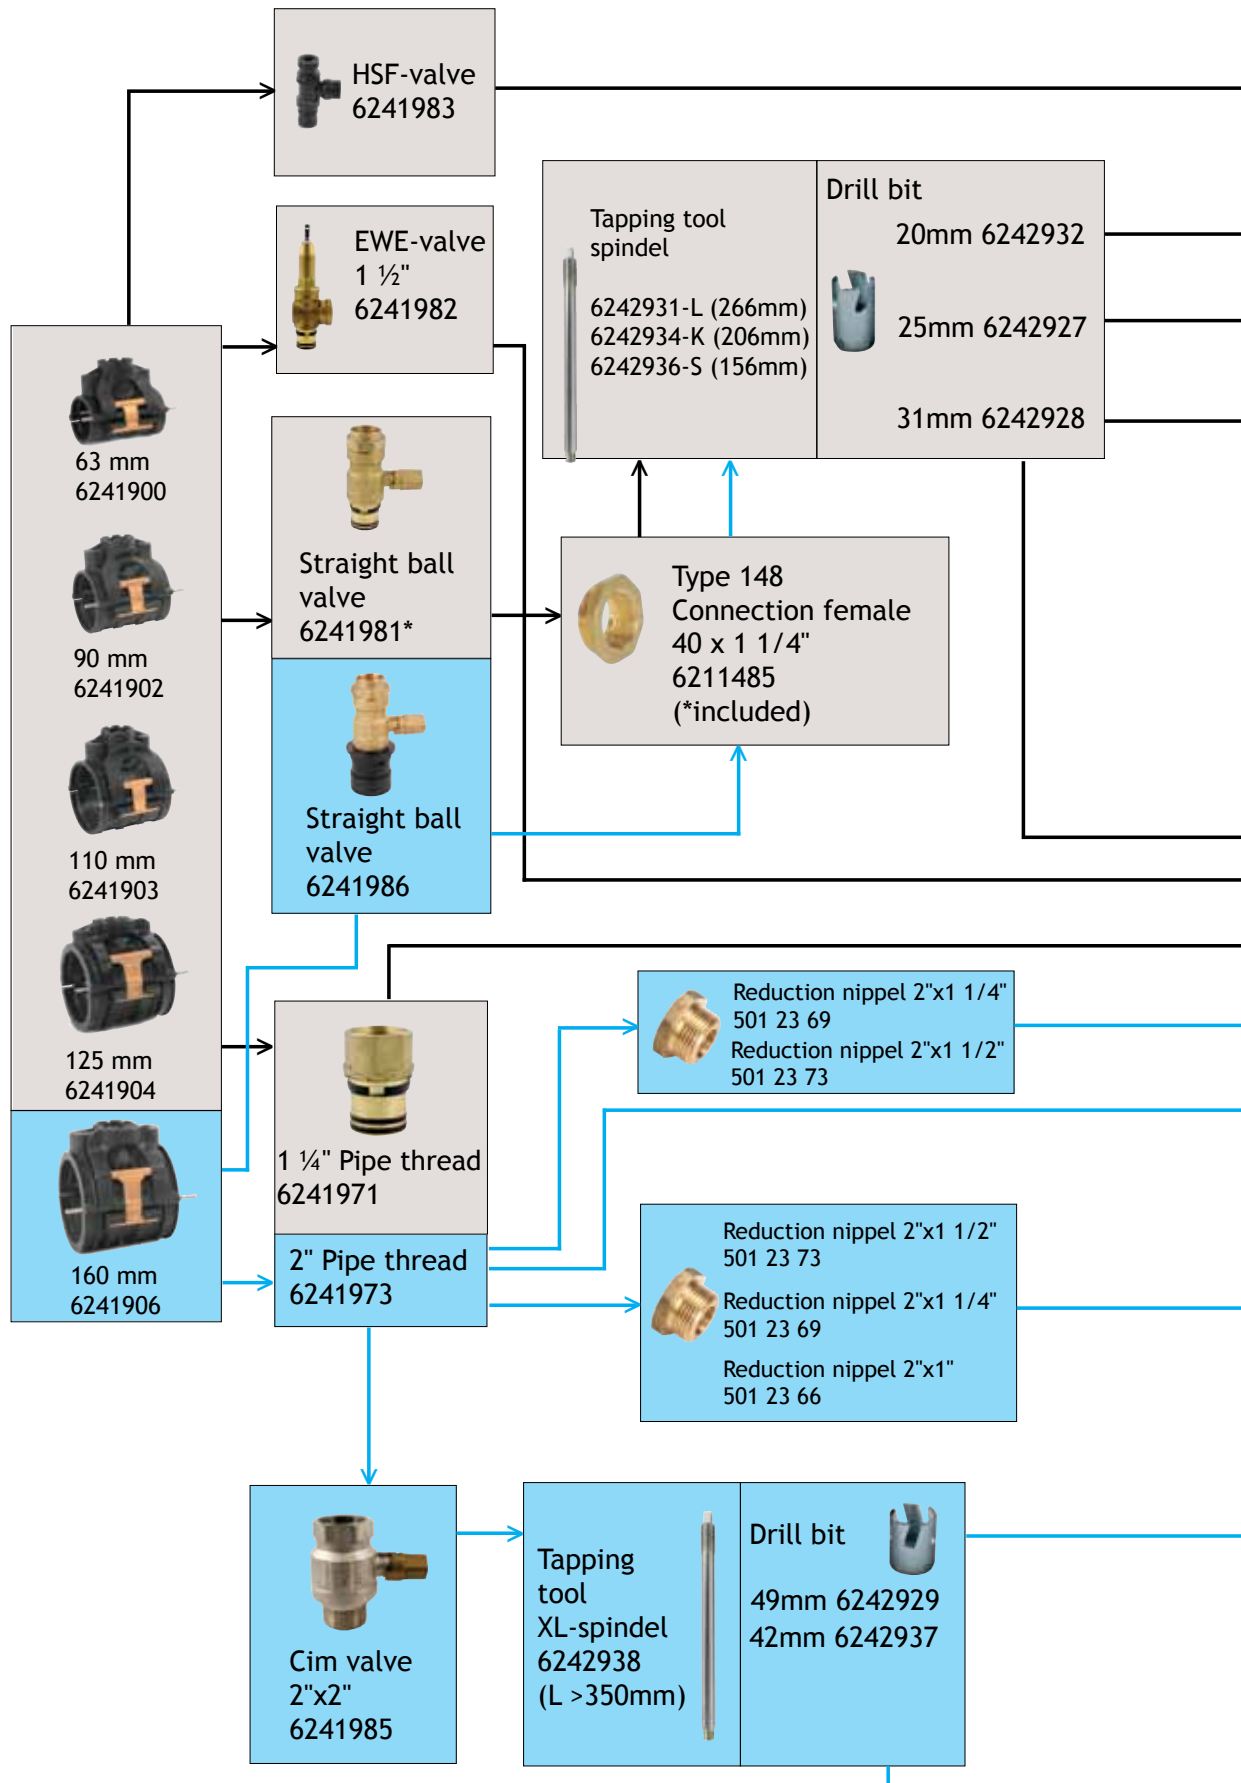 HSF-valve
6241983
EWE-valve
1 ½"
6241982
63 mm
6241900
90 mm
6241902
110 mm
6241903
125 mm
6241904
160 mm
6241906
Straight ball
valve
6241981*
Straight ball
valve
6241986
Tapping tool
spindel
6242931-L (266mm)
6242934-K (206mm)
6242936-S (156mm)
Drill bit
20mm 6242932
25mm 6242927
31mm 6242928
Type 148
Connection female
40 x 1 1/4"
6211485
(*included)
1 ¼" Pipe thread
6241971
2" Pipe thread
6241973
Reduction nippel 2"x1 1/4"
501 23 69
Reduction nippel 2"x1 1/2"
501 23 73
Reduction nippel 2"x1 1/2"
501 23 73
Reduction nippel 2"x1 1/4"
501 23 69
Reduction nippel 2"x1"
501 23 66
Cim valve
2"x2"
6241985
Tapping
tool
XL-spindel
6242938
(L >350mm)
Drill bit
49mm 6242929
42mm 6242937